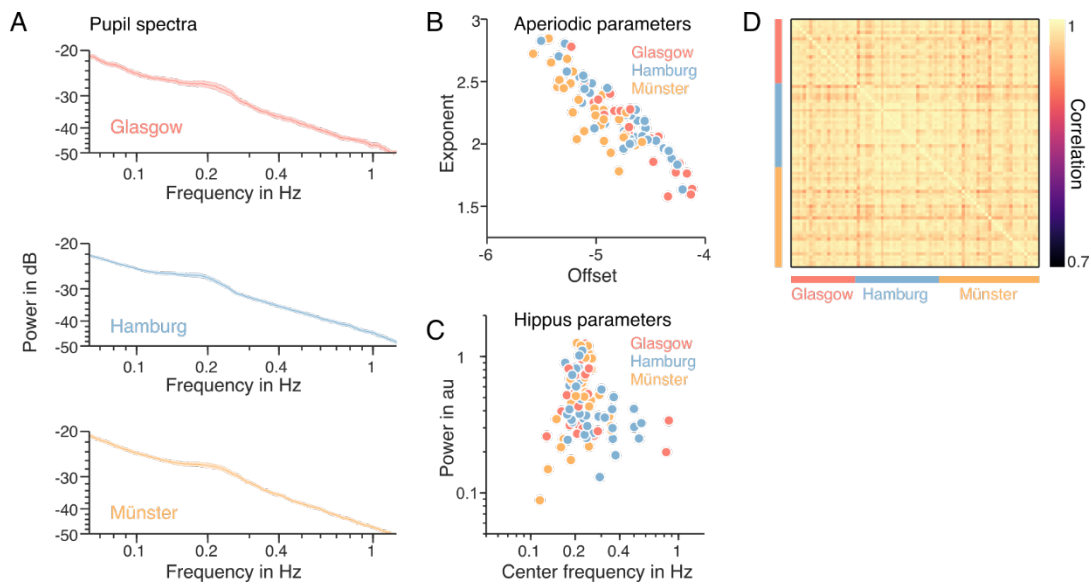 A
Pupil spectra
-20
-30
-40
-50
Glasgow
0.1
0.2
0.4
1
Frequency in Hz
-20
-30
-40
-50
Power in dB
Hamburg
0.1
0.2
0.4
1
Frequency in Hz
-20
-30
-40
-50
Münster
0.1
0.2
0.4
1
Frequency in Hz
B
Aperiodic parameters
3
2.5
2
1.5
Exponent
Glasgow
Hamburg
Münster
-6
-5
-4
Offset
C
Hippus parameters
1
0.1
Power in au
Glasgow
Hamburg
Münster
0.1
0.2
0.4
1
Center frequency in Hz
D
1
Correlation
0.7
Glasgow
Hamburg
Münster